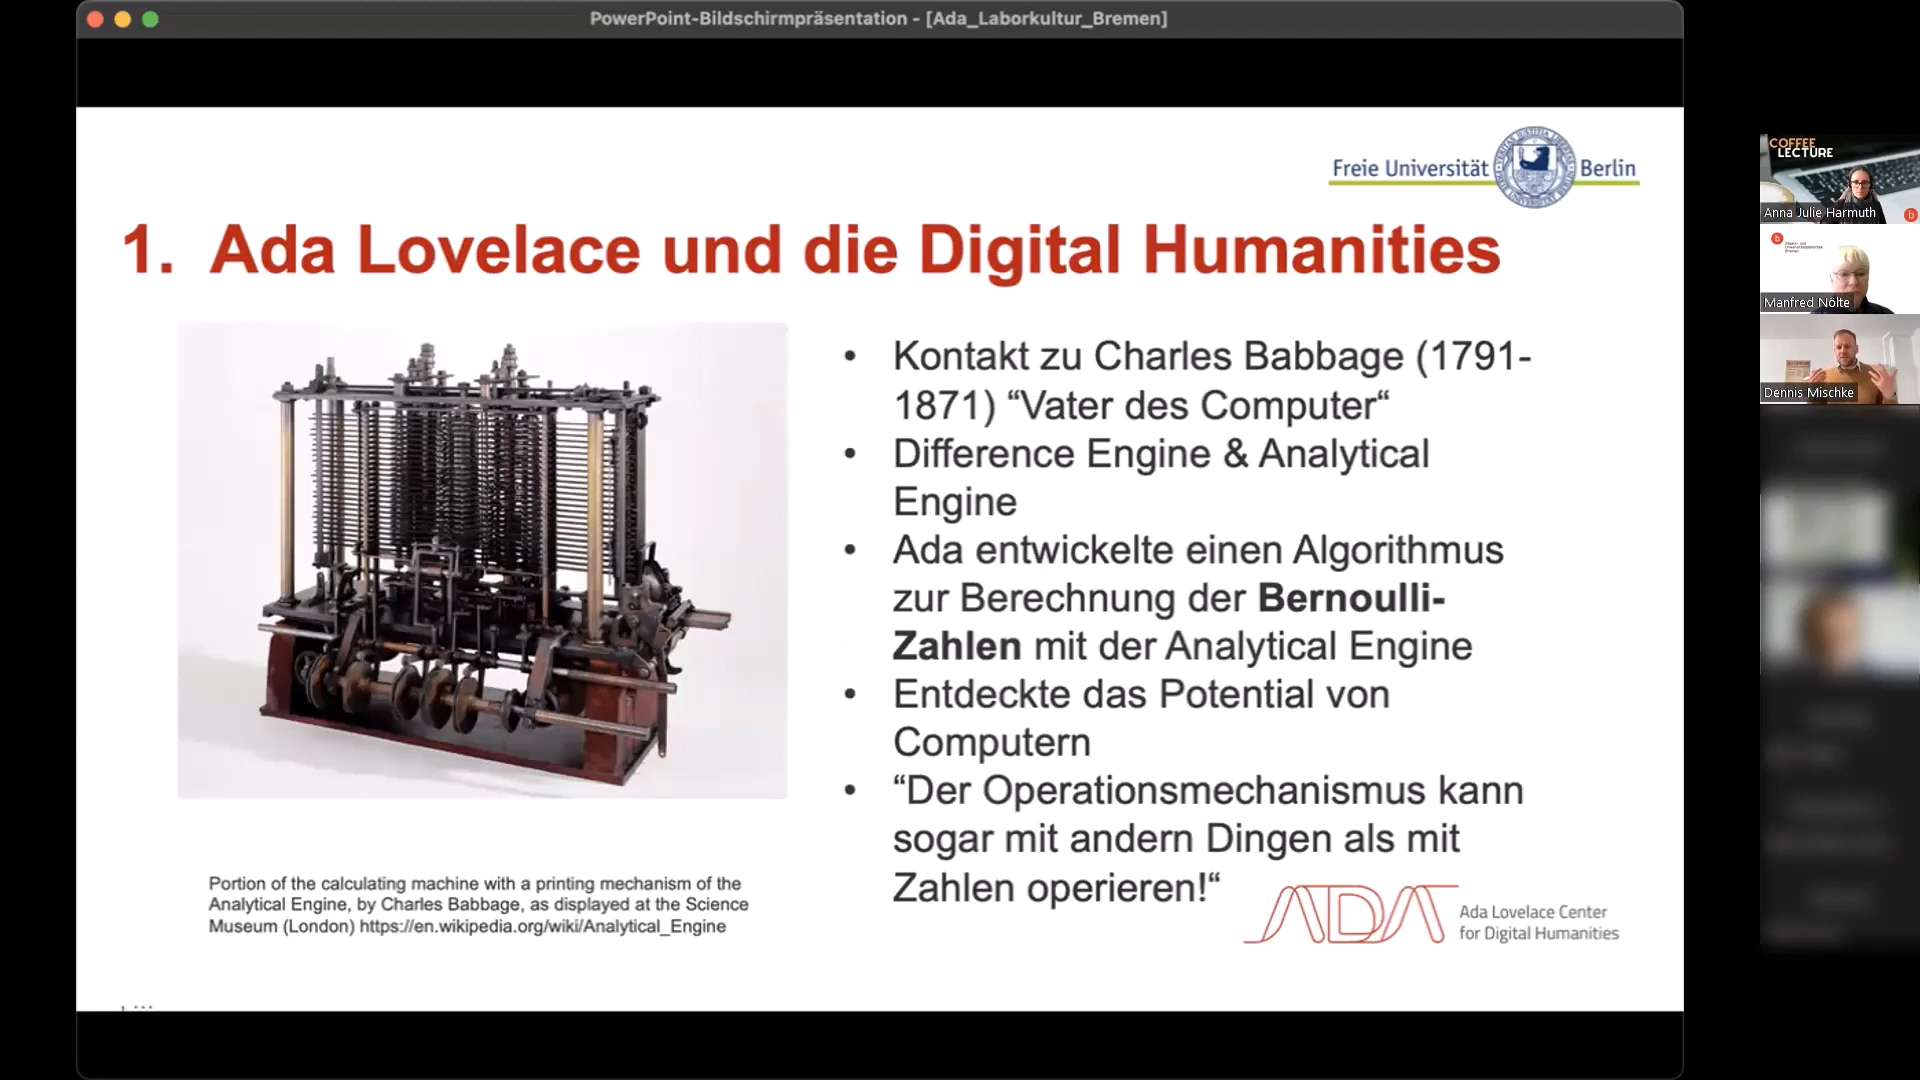 PowerPoint-Bildschirmpräsentation - [Ada_Laborkultur_Bremen]
Freie Universität Berlin
1. Ada Lovelace und die Digital Humanities
• Kontakt zu Charles Babbage (1791-
1871) “Vater des Computer“
• Difference Engine & Analytical
Engine
• Ada entwickelte einen Algorithmus
zur Berechnung der Bernoulli-
Zahlen mit der Analytical Engine
• Entdeckte das Potential von
Computern
• “Der Operationsmechanismus kann
sogar mit andern Dingen als mit
Zahlen operieren!“
Portion of the calculating machine with a printing mechanism of the
Analytical Engine, by Charles Babbage, as displayed at the Science
Museum (London) https://en.wikipedia.org/wiki/Analytical_Engine
ADA
Ada Lovelace Center
for Digital Humanities
, ...
COFFEE
LECTURE
Anna Julie Harmuth
b
b
Manfred Nölte
Dennis Mischke